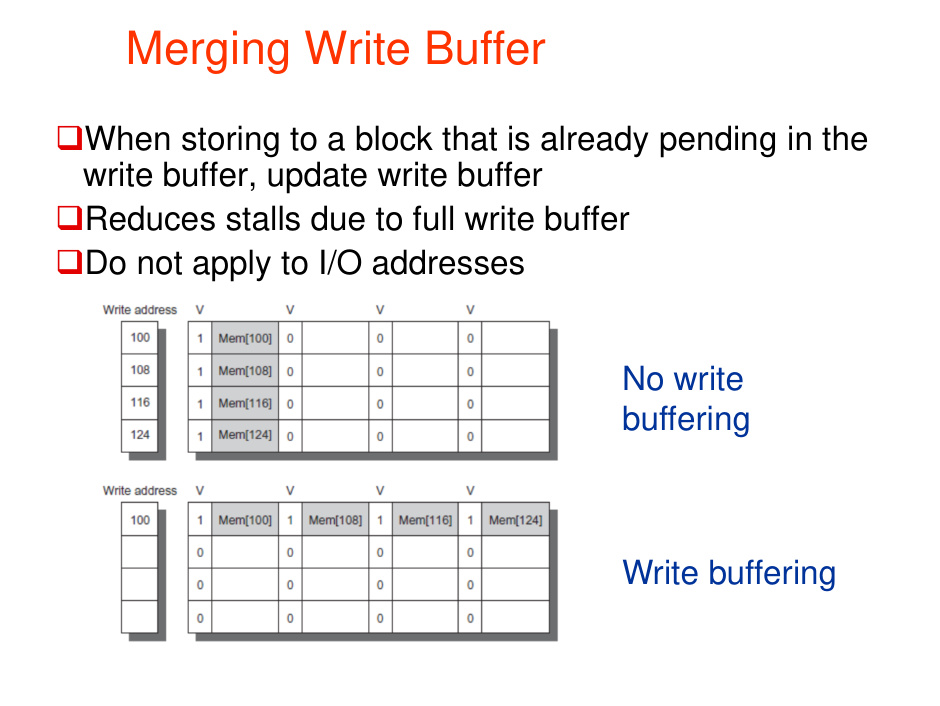 Merging Write Buffer
❑When storing to a block that is already pending in the
write buffer, update write buffer
❑Reduces stalls due to full write buffer
❑Do not apply to I/O addresses
Write address V V V V
100 1 Mem[100] 0 0 0
108 1 Mem[108] 0 0 0
116 1 Mem[116] 0 0 0
124 1 Mem[124] 0 0 0
No write
buffering
Write address V V V V
100 1 Mem[100] 1 Mem[108] 1 Mem[116] 1 Mem[124]
0 0 0 0
0 0 0 0
0 0 0 0
Write buffering